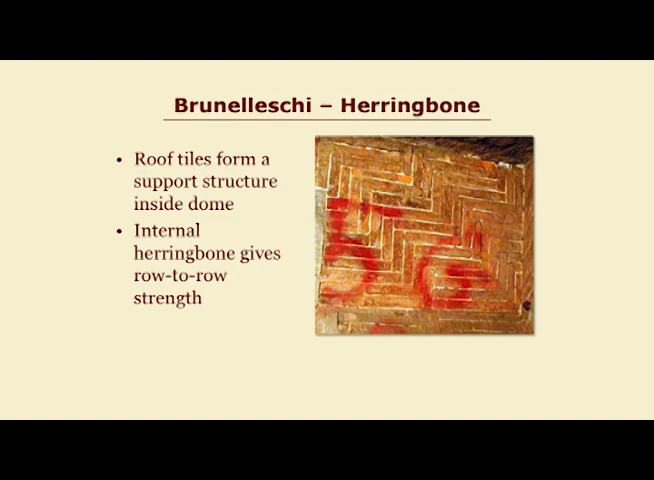 Brunelleschi – Herringbone
• Roof tiles form a
support structure
inside dome
• Internal
herringbone gives
row-to-row
strength